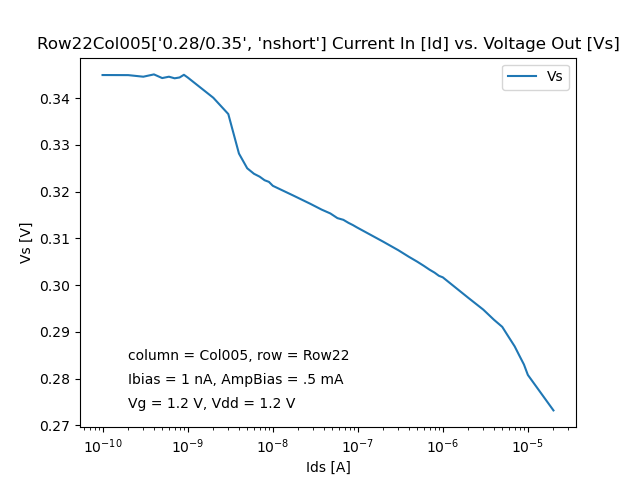 Row22Col005['0.28/0.35', 'nshort'] Current In [Id] vs. Voltage Out [Vs]
Vs
0.34
0.33
0.32
0.31
0.30
0.29
0.28
0.27
Vs [V]
column = Col005, row = Row22
Ibias = 1 nA, AmpBias = .5 mA
Vg = 1.2 V, Vdd = 1.2 V
10⁻¹⁰ 10⁻⁹ 10⁻⁸ 10⁻⁷ 10⁻⁶ 10⁻⁵
Ids [A]